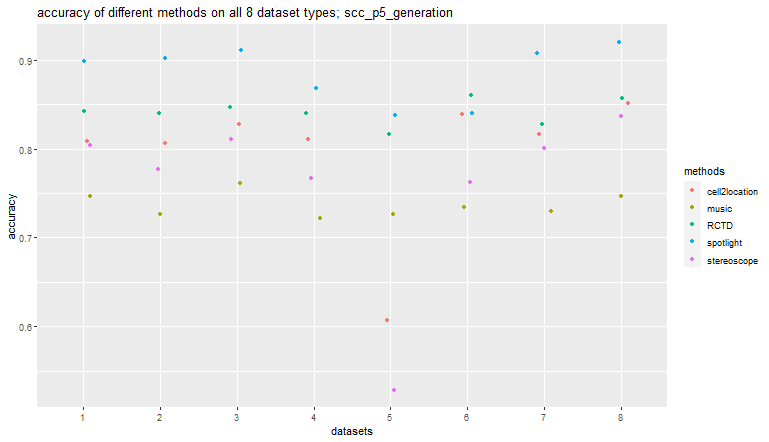 accuracy of different methods on all 8 dataset types; scc_p5_generation
0.9
0.8
0.7
0.6
accuracy
1 2 3 4 5 6 7 8
datasets
methods
cell2location
music
RCTD
spotlight
stereoscope